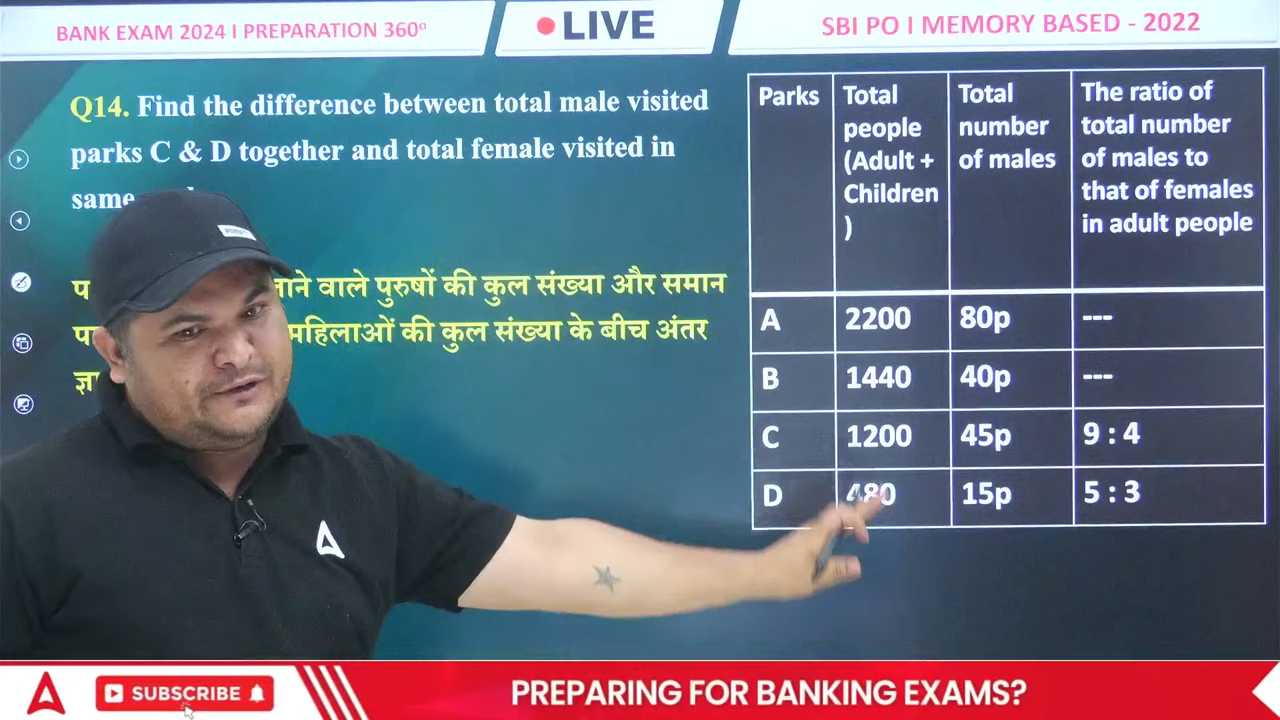 BANK EXAM 2024 I PREPARATION 360º
LIVE
SBI PO I MEMORY BASED - 2022
Q14. Find the difference between total male visited
parks C & D together and total female visited in
same
जाने वाले पुरुषों की कुल संख्या और समान
महिलाओं की कुल संख्या के बीच अंतर
Parks
Total
people
(Adult +
Children
)
Total
number
of males
The ratio of
total number
of males to
that of females
in adult people
A 2200 80p ---
B 1440 40p ---
C 1200 45p 9 : 4
D 480 15p 5 : 3
SUBSCRIBE
PREPARING FOR BANKING EXAMS?